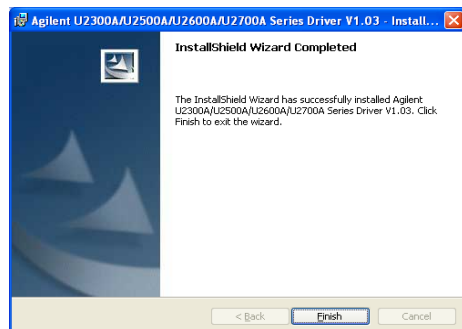 Agilent U2300A/U2500A/U2600A/U2700A Series Driver V1.03 - Install...
InstallShield Wizard Completed
The InstallShield Wizard has successfully installed Agilent
U2300A/U2500A/U2600A/U2700A Series Driver V1.03. Click
Finish to exit the wizard.
< Back Finish Cancel